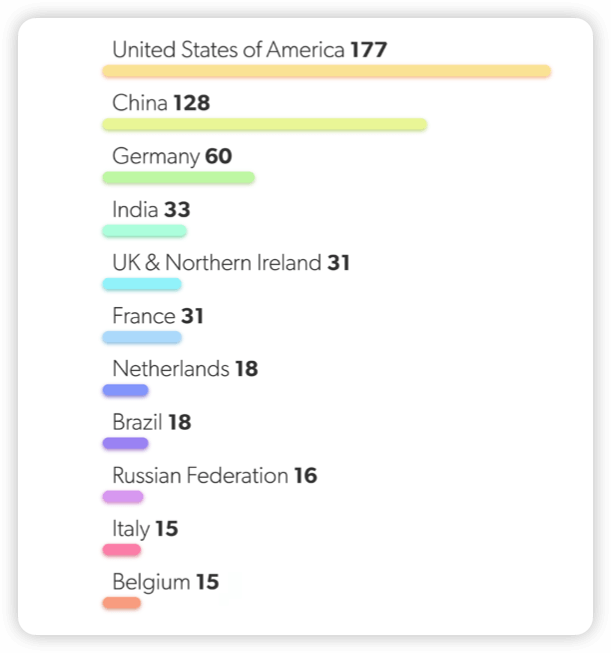 United States of America 177
China 128
Germany 60
India 33
UK & Northern Ireland 31
France 31
Netherlands 18
Brazil 18
Russian Federation 16
Italy 15
Belgium 15